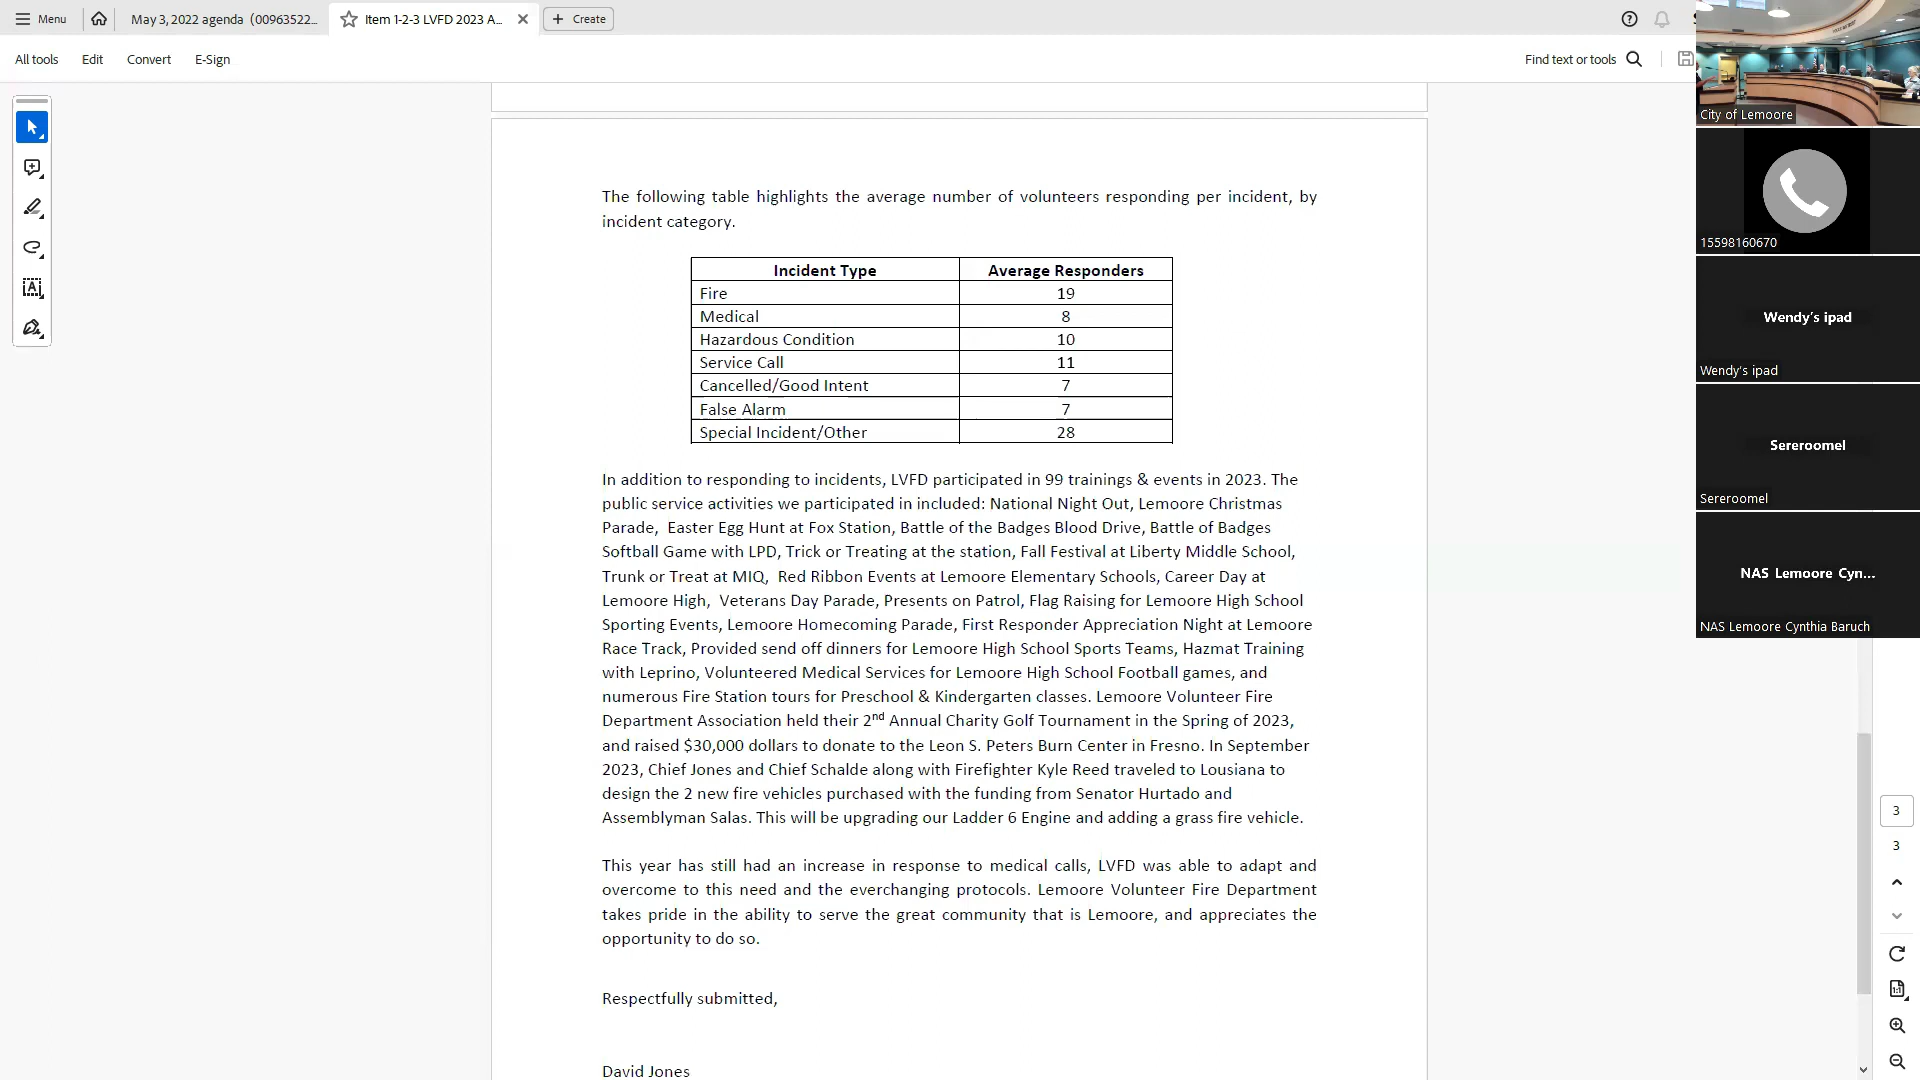 Menu
May 3, 2022 agenda (00963522...
Item 1-2-3 LVFD 2023 A...
Create
All tools
Edit
Convert
E-Sign
Find text or tools
The following table highlights the average number of volunteers responding per incident, by
incident category.
Incident Type Average Responders
Fire 19
Medical 8
Hazardous Condition 10
Service Call 11
Cancelled/Good Intent 7
False Alarm 7
Special Incident/Other 28
In addition to responding to incidents, LVFD participated in 99 trainings & events in 2023. The
public service activities we participated in included: National Night Out, Lemoore Christmas
Parade, Easter Egg Hunt at Fox Station, Battle of the Badges Blood Drive, Battle of Badges
Softball Game with LPD, Trick or Treating at the station, Fall Festival at Liberty Middle School,
Trunk or Treat at MIQ, Red Ribbon Events at Lemoore Elementary Schools, Career Day at
Lemoore High, Veterans Day Parade, Presents on Patrol, Flag Raising for Lemoore High School
Sporting Events, Lemoore Homecoming Parade, First Responder Appreciation Night at Lemoore
Race Track, Provided send off dinners for Lemoore High School Sports Teams, Hazmat Training
with Leprino, Volunteered Medical Services for Lemoore High School Football games, and
numerous Fire Station tours for Preschool & Kindergarten classes. Lemoore Volunteer Fire
Department Association held their 2nd Annual Charity Golf Tournament in the Spring of 2023,
and raised $30,000 dollars to donate to the Leon S. Peters Burn Center in Fresno. In September
2023, Chief Jones and Chief Schalde along with Firefighter Kyle Reed traveled to Lousiana to
design the 2 new fire vehicles purchased with the funding from Senator Hurtado and
Assemblyman Salas. This will be upgrading our Ladder 6 Engine and adding a grass fire vehicle.
This year has still had an increase in response to medical calls, LVFD was able to adapt and
overcome to this need and the everchanging protocols. Lemoore Volunteer Fire Department
takes pride in the ability to serve the great community that is Lemoore, and appreciates the
opportunity to do so.
Respectfully submitted,
David Jones
City of Lemoore
15598160670
Wendy's ipad
Wendy's ipad
Sereroomel
Sereroomel
NAS Lemoore Cyn...
NAS Lemoore Cynthia Baruch
3
3